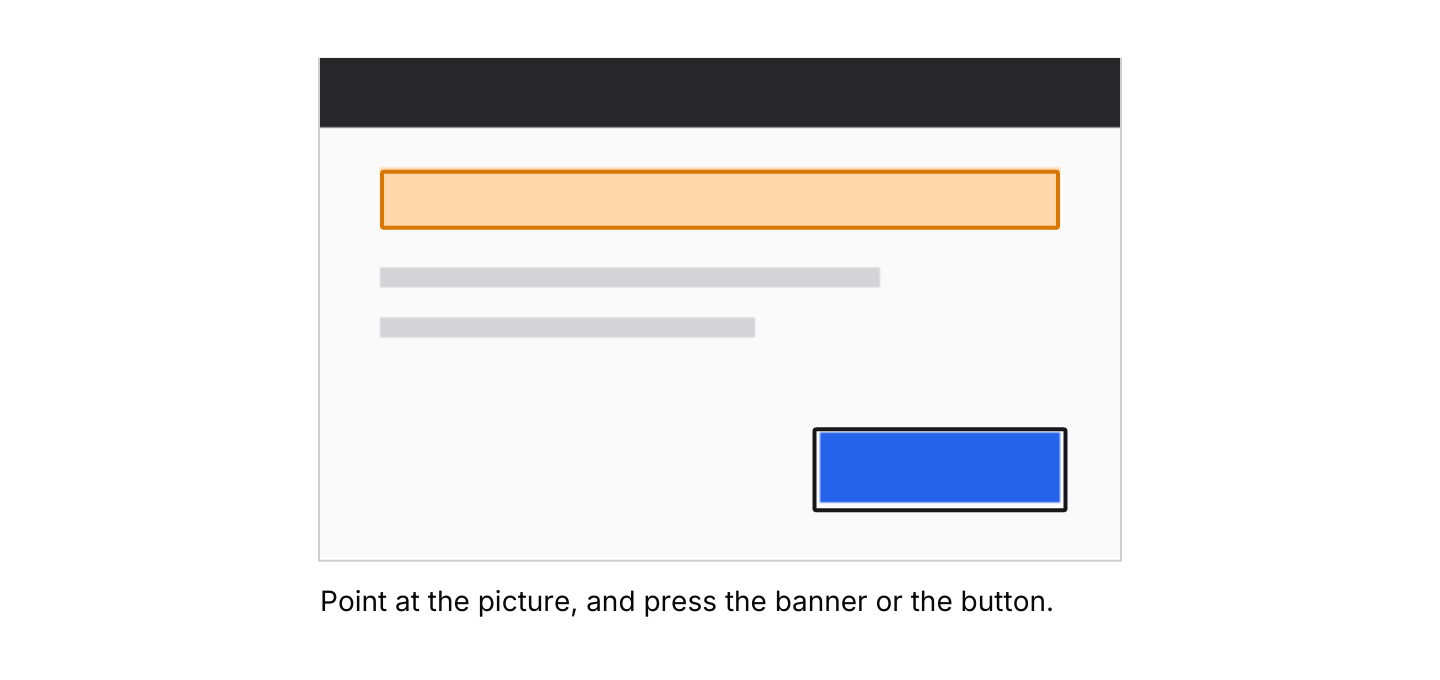 Point at the picture, and press the banner or the button.